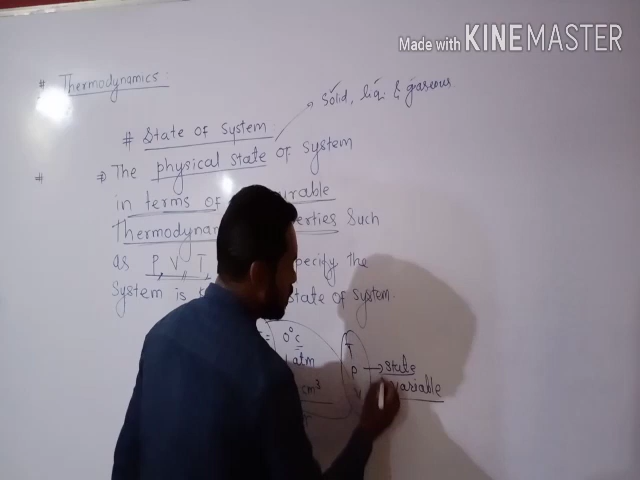 Made with KINEMASTER
# Thermodynamics:
Solid, liq. & gaseous.
# State of System
⇒ The physical state of System
in terms of
Such
as P, V, T, specify the
System is state of System.
0°C
1 atm
cm³
T
P → state
variable